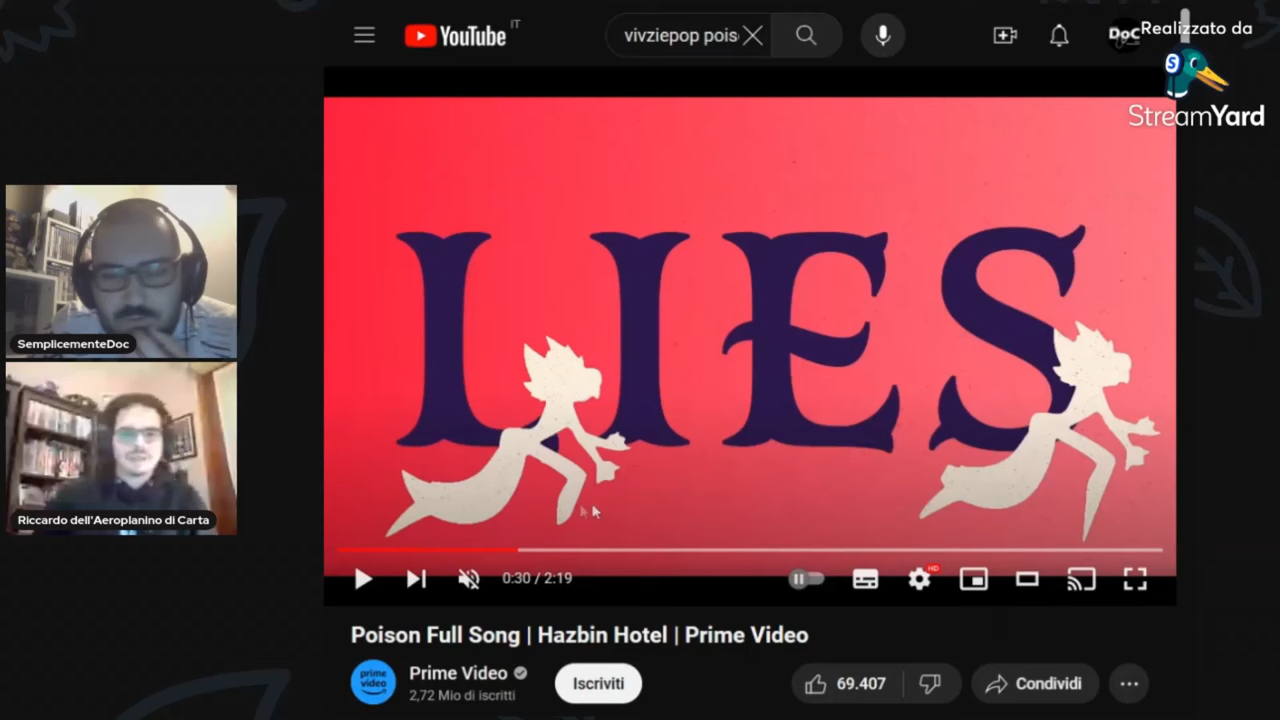 YouTube IT
vivziepop pois
DoC
Realizzato da
StreamYard
LIES
SemplicementeDoc
Riccardo dell'Aeroplanino di Carta
0:30 / 2:19
HD
Poison Full Song | Hazbin Hotel | Prime Video
prime video
Prime Video
2,72 Mio di iscritti
Iscriviti
69.407
Condividi